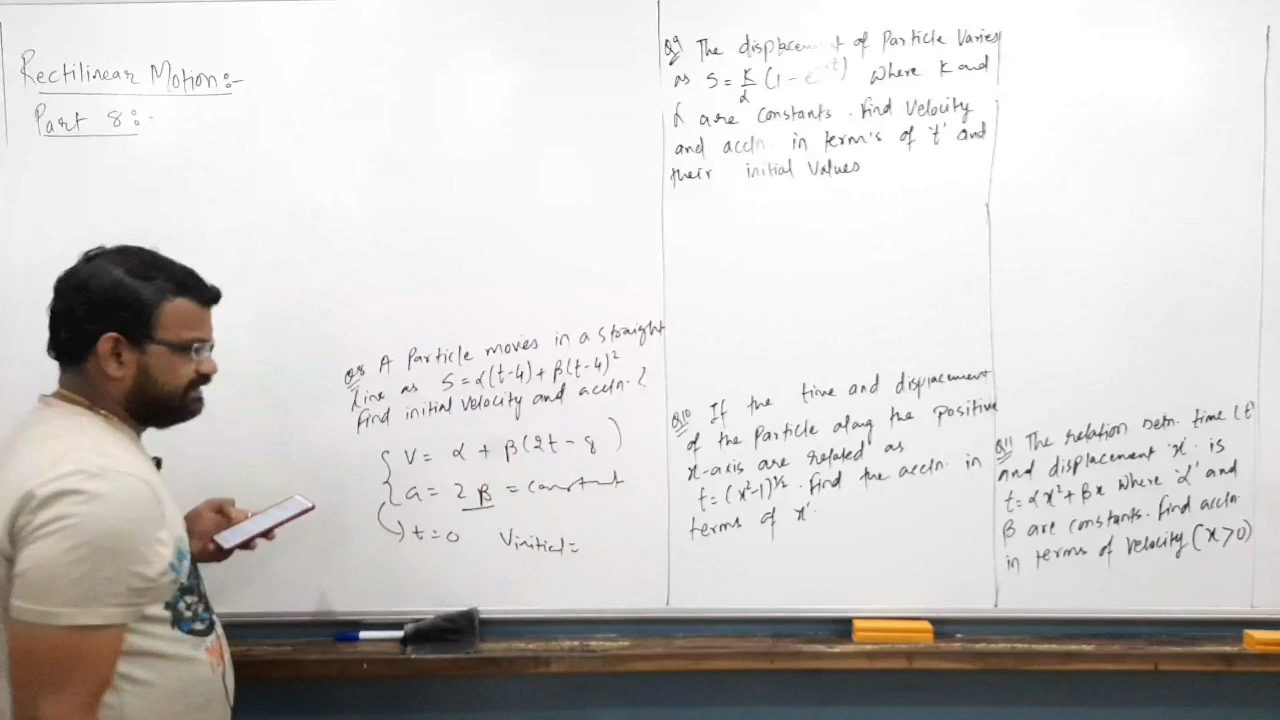 Rectilinear Motion:-
Part 8:-
Q8 A Particle moves in a straight
line as S=α(t-4)+β(t-4)²
find initial velocity and accln.?
V= α + β(2t-8)
a= 2β = constant
t=0 Vinitial=
Q9 The displacement of Particle Varies
as S=K/α(1-e^-αt) where K and
α are constants. find Velocity
and accln. in term's of 't' and
their initial values
Q10 If the time and displacement
of the particle along the positive
x-axis are related as
t=(x²-1)^1/2. find the accln. in
terms of x'.
Q11 The relation betn. time (t'
and displacement 'x'. is
t=αx²+βx where 'α' and
β are constants. find accln.
in terms of velocity (x>0)